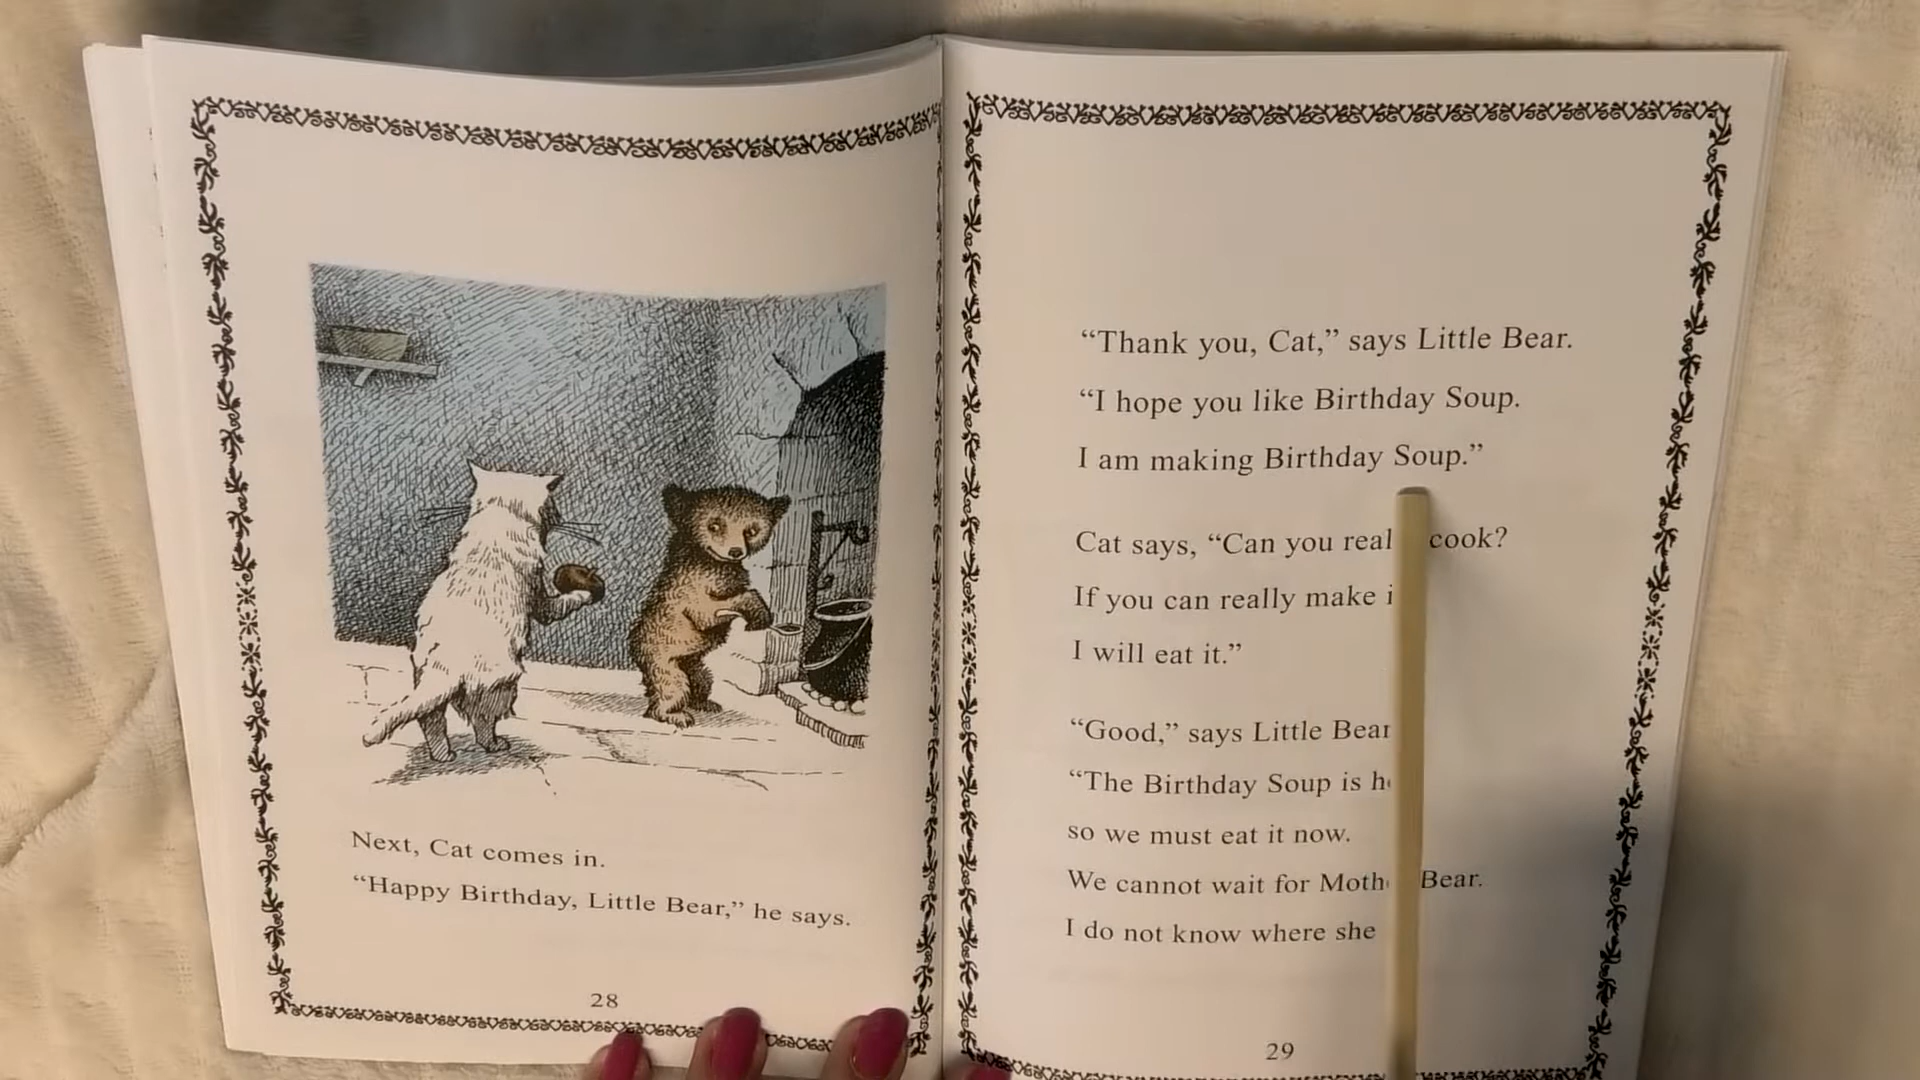 Next, Cat comes in.
“Happy Birthday, Little Bear,” he says.
28
“Thank you, Cat,” says Little Bear.
“I hope you like Birthday Soup.
I am making Birthday Soup.”
Cat says, “Can you cook?
If you can really make
I will eat it.”
“Good,” says Little Bear
“The Birthday Soup is
so we must eat it now.
We cannot wait for Bear.
I do not know where she
29